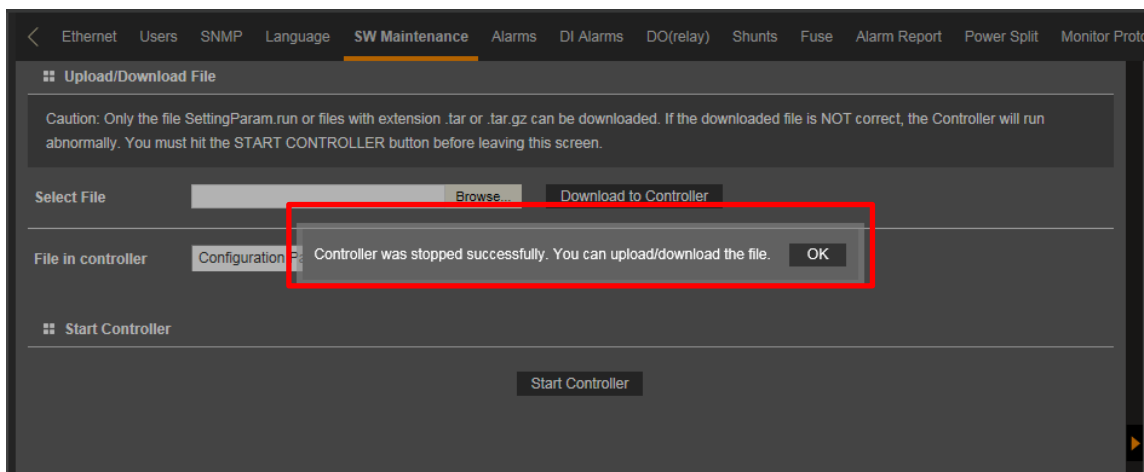 Ethernet Users SNMP Language SW Maintenance Alarms DI Alarms DO(relay) Shunts Fuse Alarm Report Power Split Monitor
Upload/Download File
Caution: Only the file SettingParam.run or files with extension .tar or .tar.gz can be downloaded. If the downloaded file is NOT correct, the Controller will run
abnormally. You must hit the START CONTROLLER button before leaving this screen.
Select File Browse... Download to Controller
File in controller Configuration Controller was stopped successfully. You can upload/download the file. OK
Start Controller
Start Controller